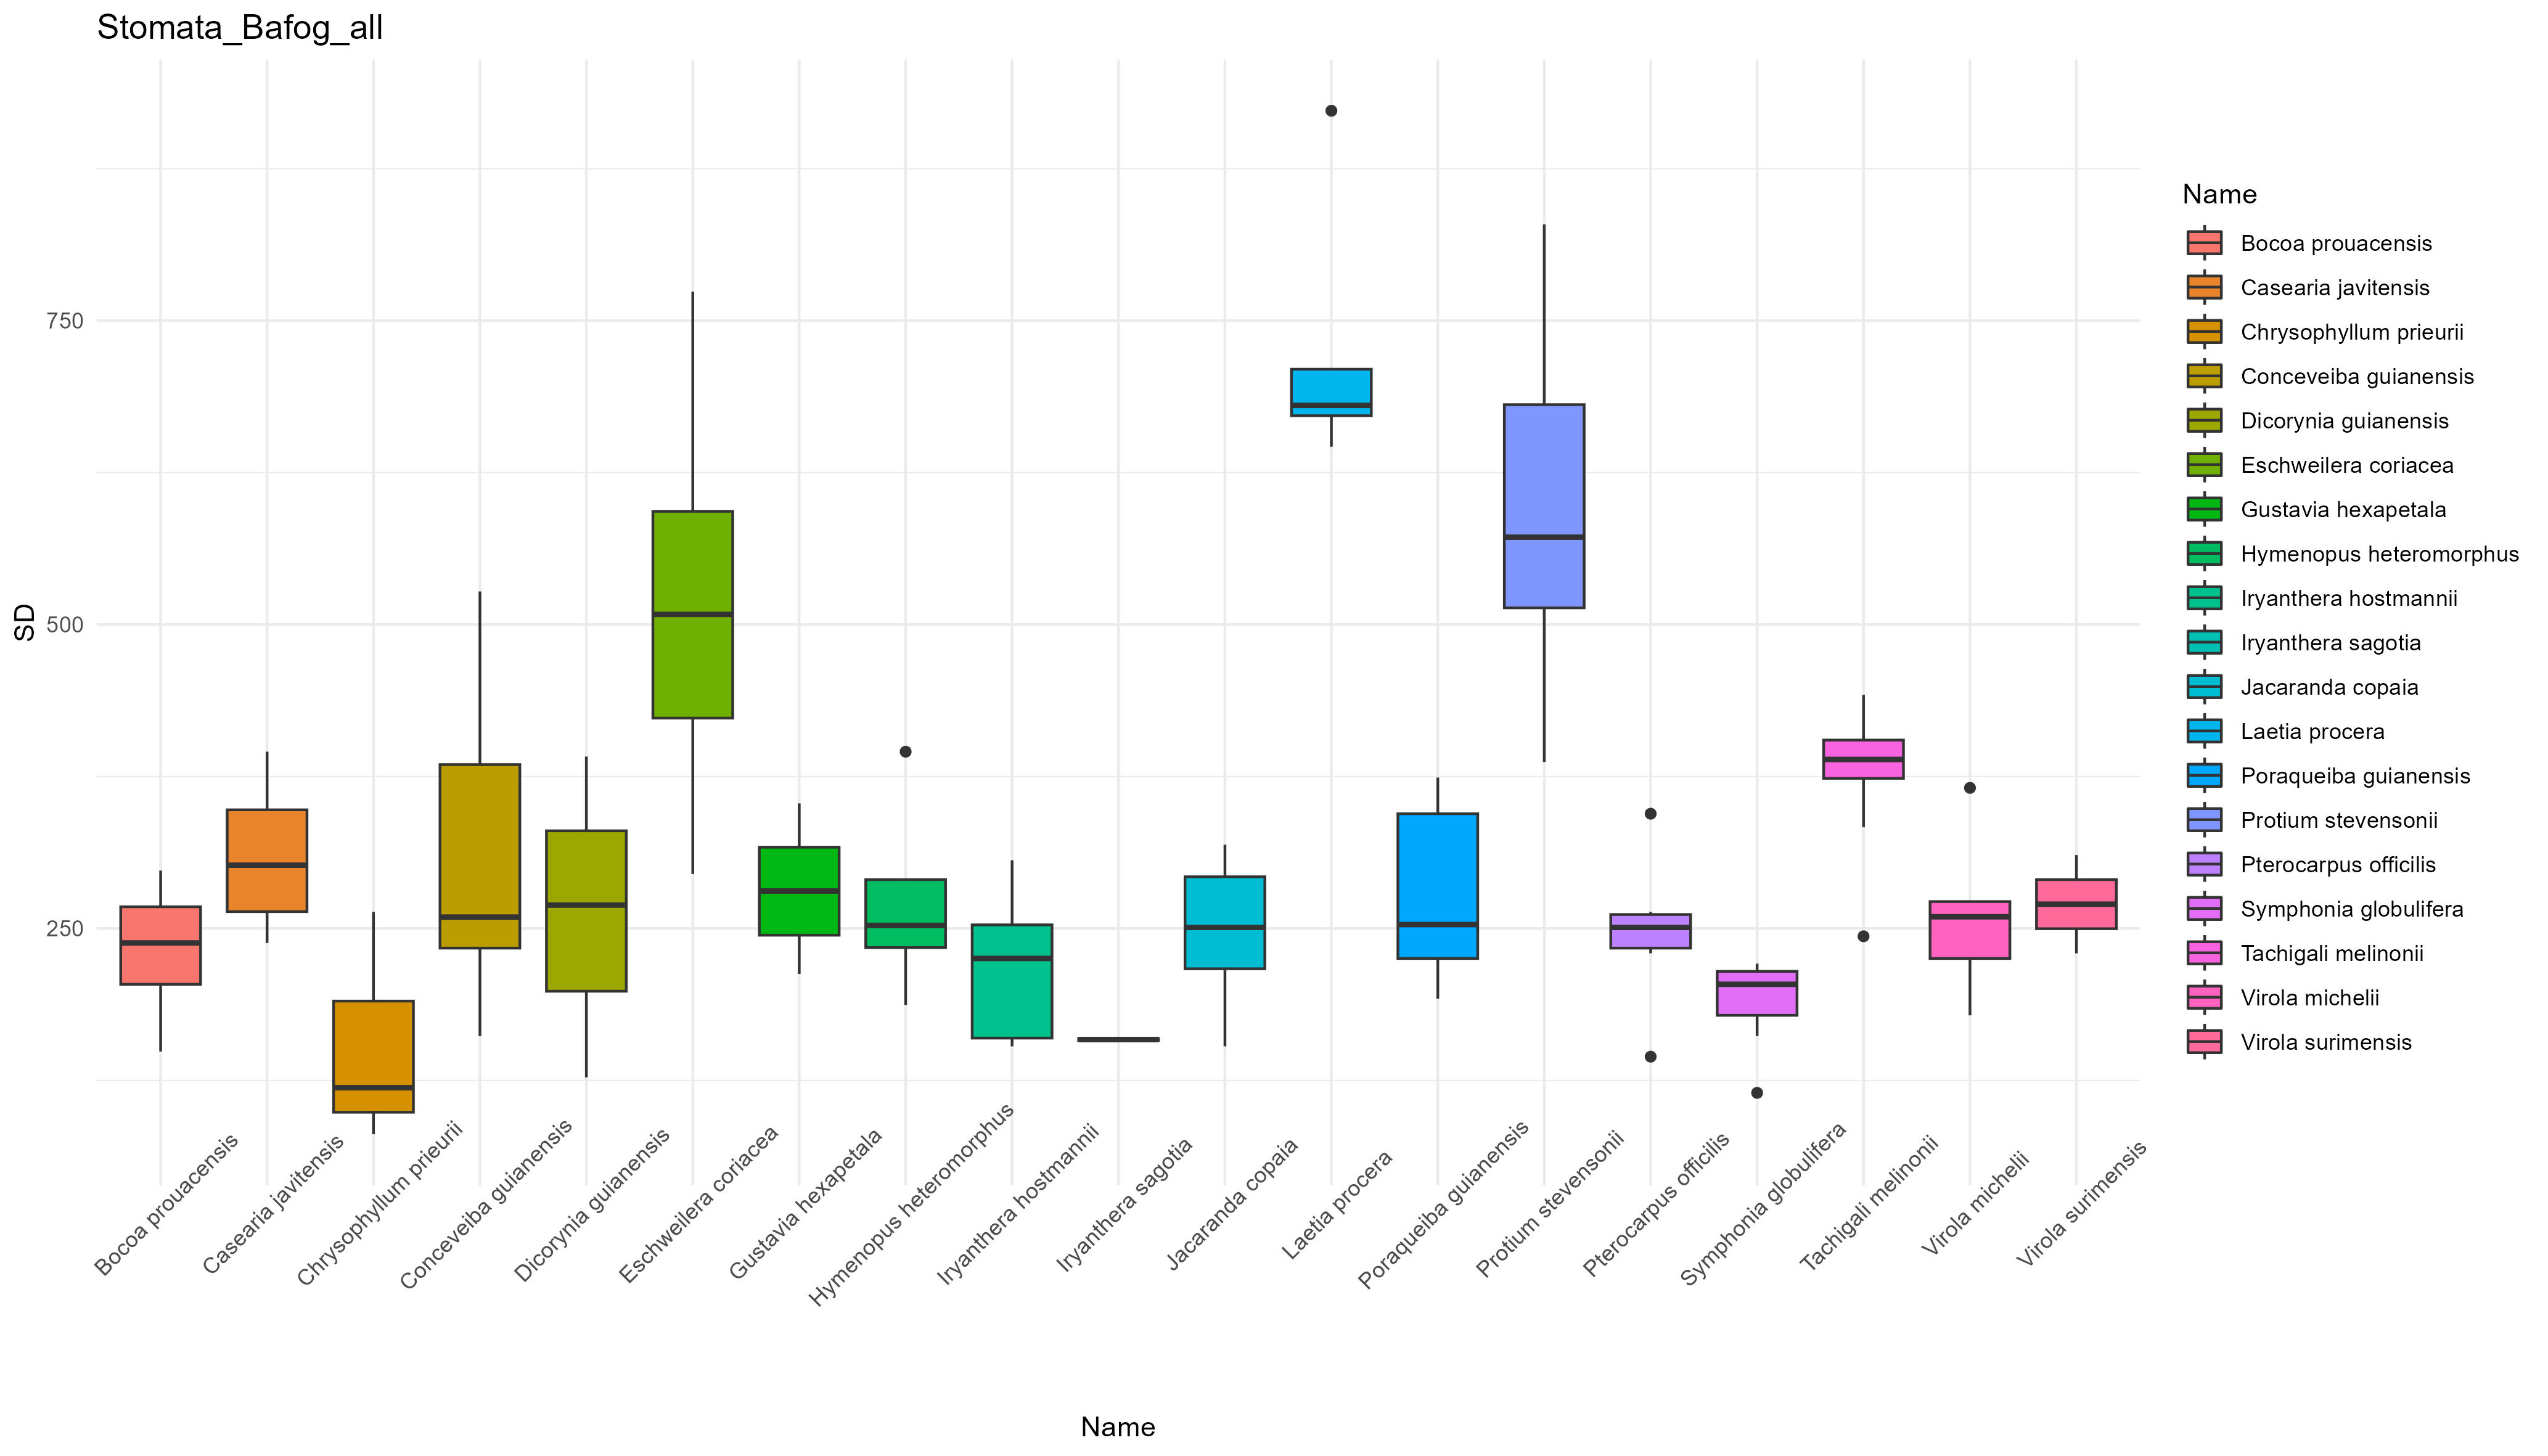 Stomata_Bafog_all
SD
750
500
250
Bocoa prouacensis
Casearia javitensis
Chrysophyllum prieurii
Conceveiba guianensis
Dicorynia guianensis
Eschweilera coriacea
Gustavia hexapetala
Hymenopus heteromorphus
Iryanthera hostmannii
Iryanthera sagotia
Jacaranda copaia
Laetia procera
Poraqueiba guianensis
Protium stevensonii
Pterocarpus officilis
Symphonia globulifera
Tachigali melinonii
Virola michelii
Virola surimensis
Name
Name
Bocoa prouacensis
Casearia javitensis
Chrysophyllum prieurii
Conceveiba guianensis
Dicorynia guianensis
Eschweilera coriacea
Gustavia hexapetala
Hymenopus heteromorphus
Iryanthera hostmannii
Iryanthera sagotia
Jacaranda copaia
Laetia procera
Poraqueiba guianensis
Protium stevensonii
Pterocarpus officilis
Symphonia globulifera
Tachigali melinonii
Virola michelii
Virola surimensis